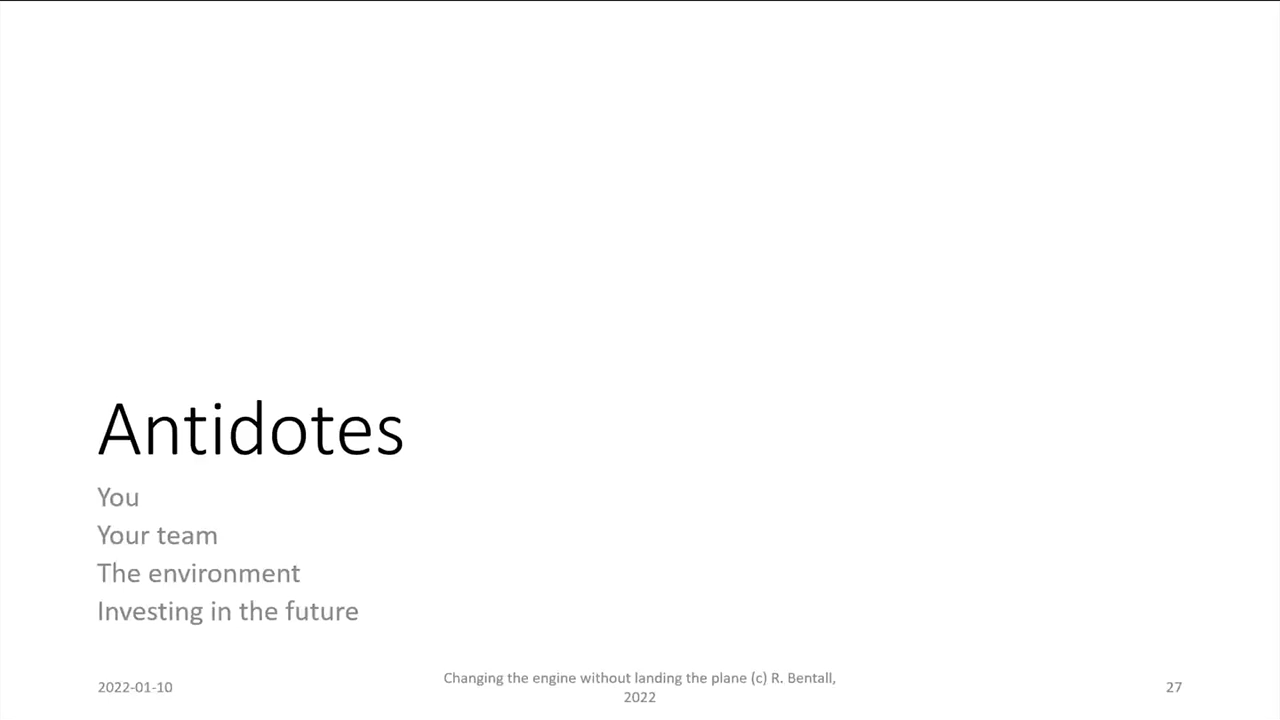 Antidotes
You
Your team
The environment
Investing in the future
2022-01-10
Changing the engine without landing the plane (c) R. Bentall,
2022
27